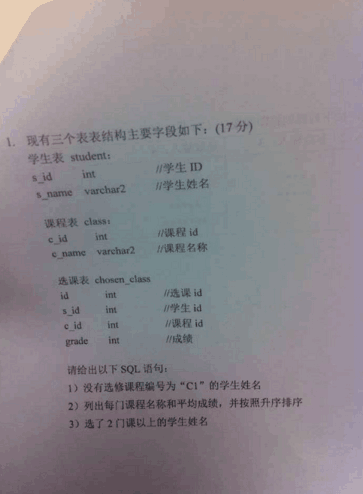 1. 现有三个表表结构主要字段如下：(17分)
学生表 student：
s_id int //学生 ID
s_name varchar2 //学生姓名
课程表 class：
c_id int //课程 id
c_name varchar2 //课程名称
选课表 chosen_class
id int //选课 id
s_id int //学生 id
c_id int //课程 id
grade int //成绩
请给出以下 SQL 语句：
1）没有选修课程编号为“C1”的学生姓名
2）列出每门课程名称和平均成绩，并按照升序排序
3）选了 2 门课以上的学生姓名